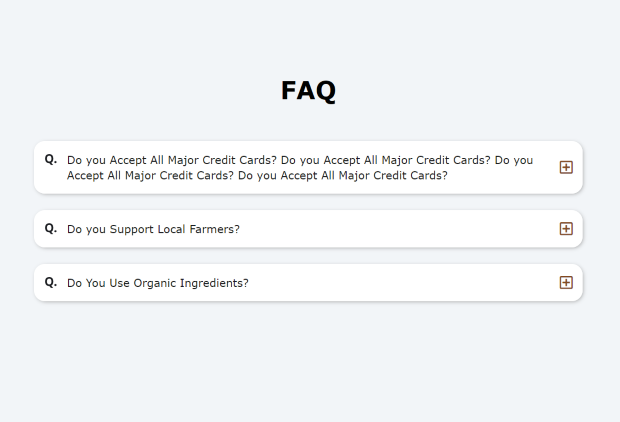 FAQ
Q. Do you Accept All Major Credit Cards? Do you Accept All Major Credit Cards? Do you
Accept All Major Credit Cards? Do you Accept All Major Credit Cards?
Q. Do you Support Local Farmers?
Q. Do You Use Organic Ingredients?